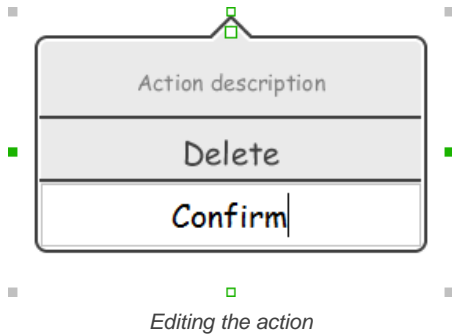 Action description
Delete
Confirm
Editing the action